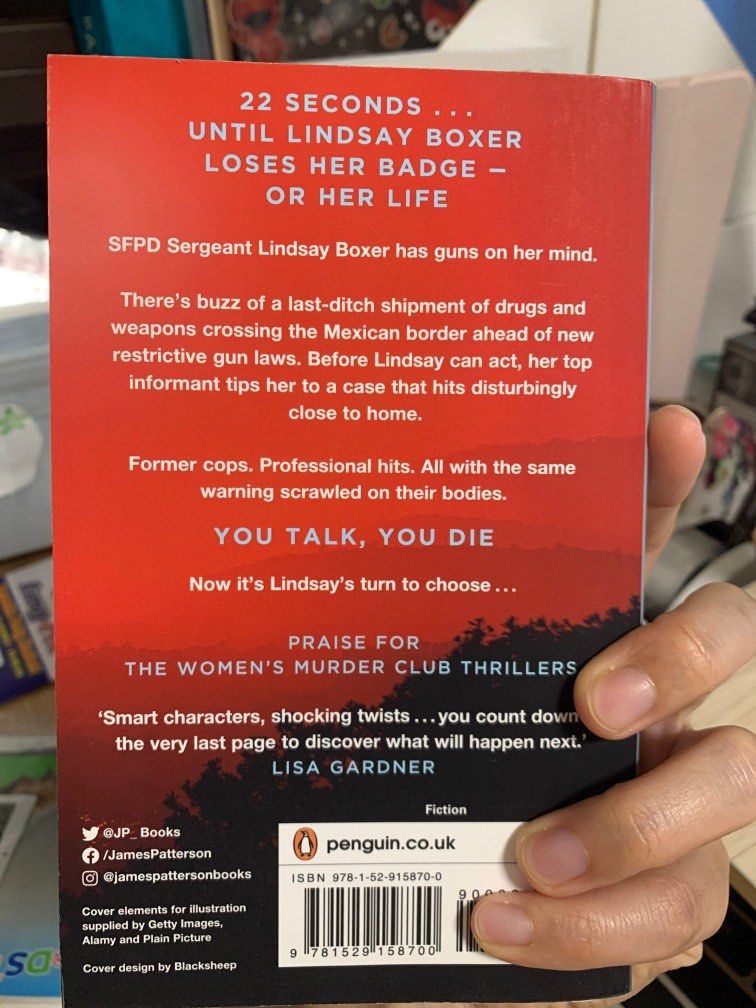 22 SECONDS ...
UNTIL LINDSAY BOXER
LOSES HER BADGE –
OR HER LIFE
SFPD Sergeant Lindsay Boxer has guns on her mind.
There's buzz of a last-ditch shipment of drugs and
weapons crossing the Mexican border ahead of new
restrictive gun laws. Before Lindsay can act, her top
informant tips her to a case that hits disturbingly
close to home.
Former cops. Professional hits. All with the same
warning scrawled on their bodies.
YOU TALK, YOU DIE
Now it's Lindsay's turn to choose ...
PRAISE FOR
THE WOMEN'S MURDER CLUB THRILLERS
'Smart characters, shocking twists ... you count down
the very last page to discover what will happen next.'
LISA GARDNER
Fiction
@JP_Books
/JamesPatterson
@jamespattersonbooks
Cover elements for illustration
supplied by Getty Images,
Alamy and Plain Picture
Cover design by Blacksheep
penguin.co.uk
ISBN 978-1-52-915870-0
9 781529 158700